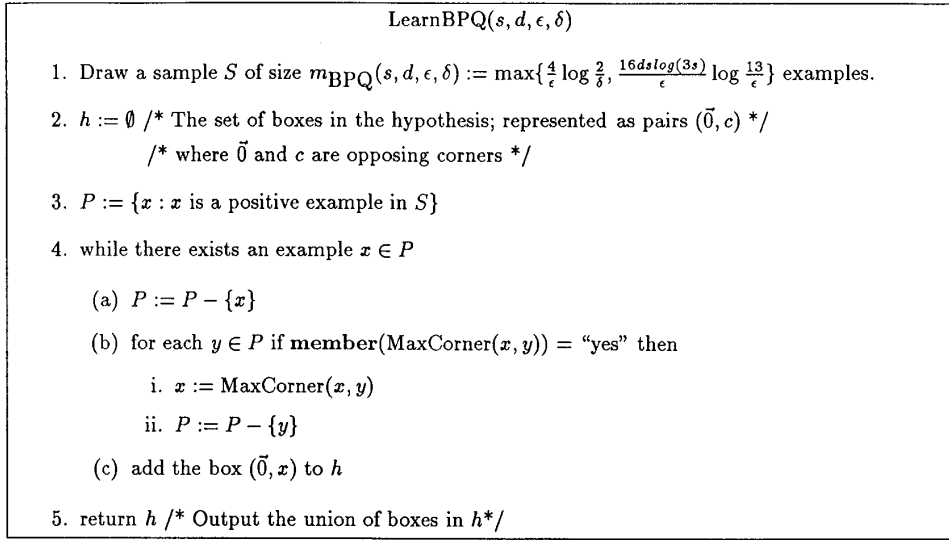 LearnBPQ(s, d, ϵ, δ)
1. Draw a sample S of size m_BPQ(s, d, ϵ, δ) := max{4/ϵ log 2/δ, 16dslog(3s)/ϵ log 13/ϵ} examples.
2. h := ∅ /* The set of boxes in the hypothesis; represented as pairs (0⃗, c) */
/* where 0⃗ and c are opposing corners */
3. P := {x : x is a positive example in S}
4. while there exists an example x ∈ P
(a) P := P − {x}
(b) for each y ∈ P if member(MaxCorner(x, y)) = “yes” then
i. x := MaxCorner(x, y)
ii. P := P − {y}
(c) add the box (0⃗, x) to h
5. return h /* Output the union of boxes in h*/